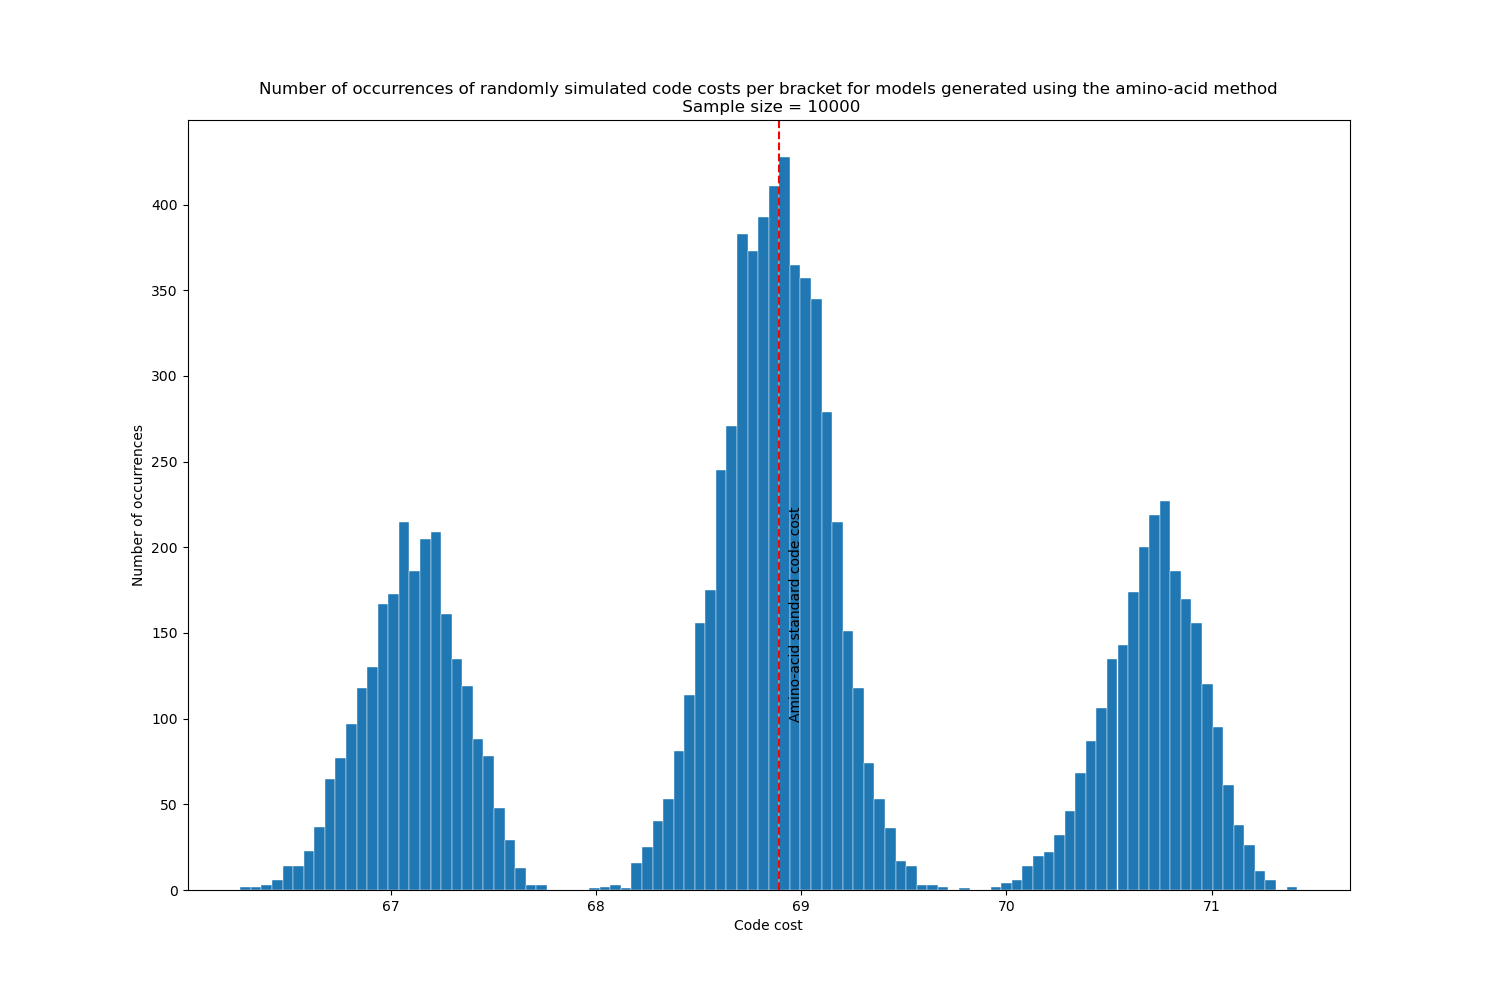 Number of occurrences of randomly simulated code costs per bracket for models generated using the amino-acid method
Sample size = 10000
400
350
300
250
200
150
100
50
0
Number of occurrences
Amino-acid standard code cost
67
68
69
70
71
Code cost